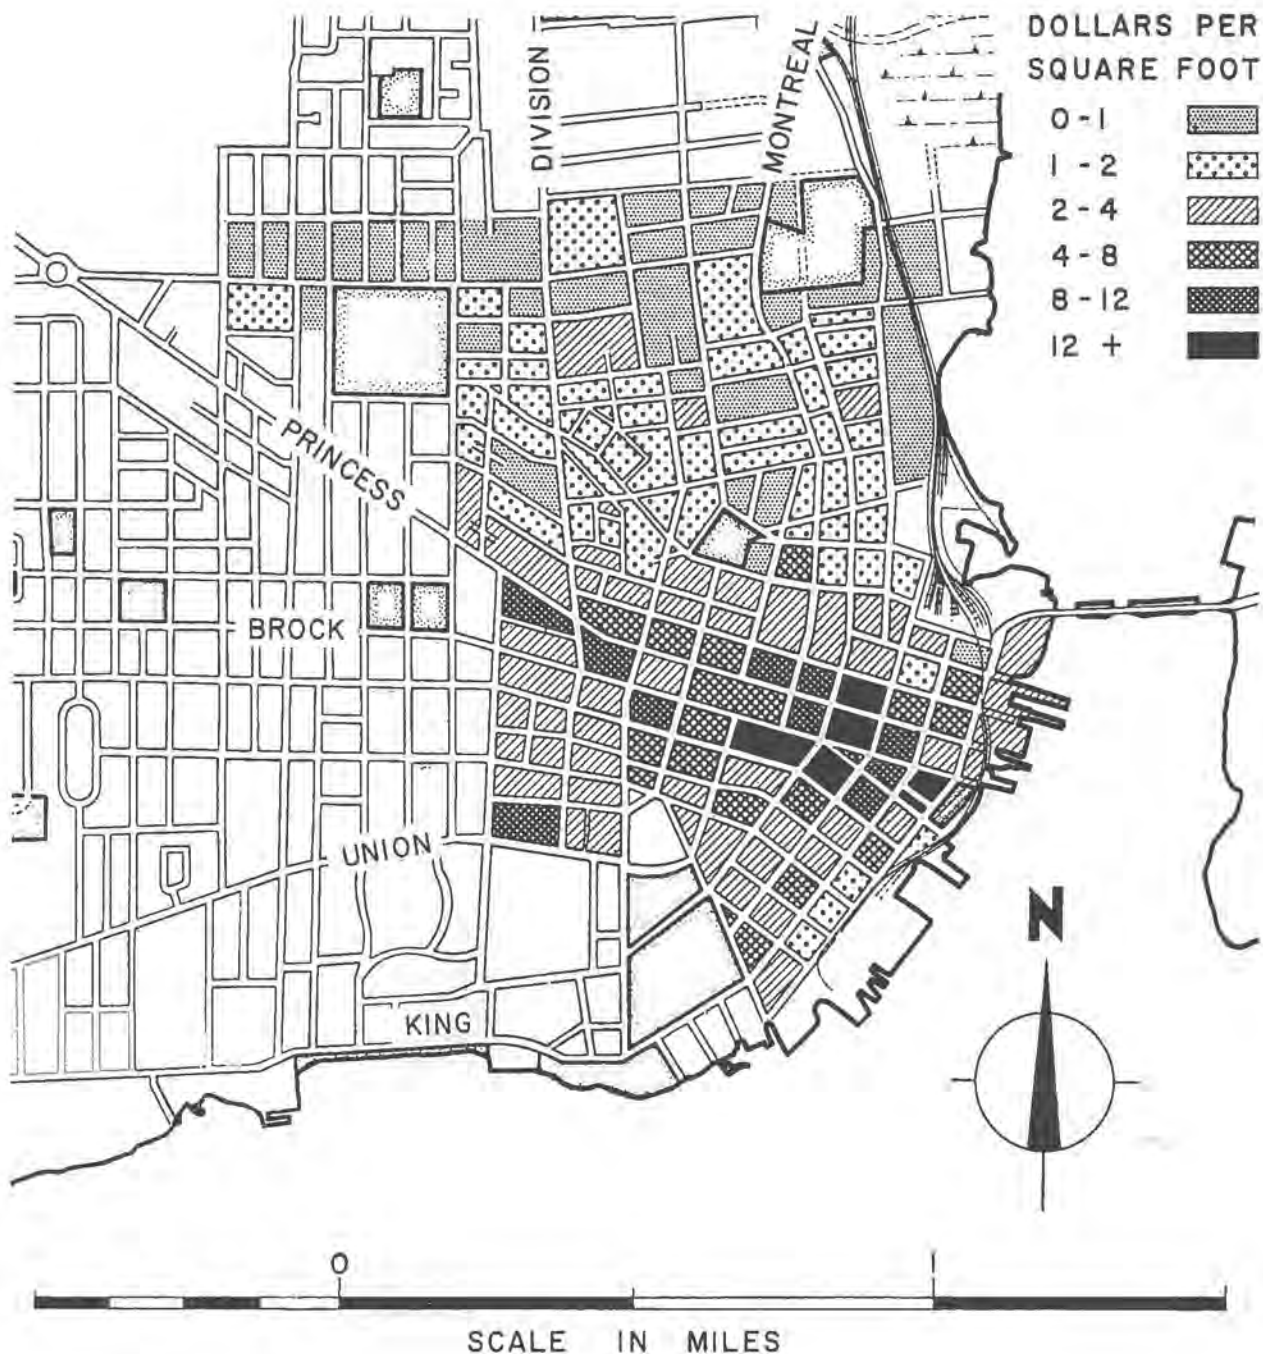 DOLLARS PER
SQUARE FOOT
0 - 1
1 - 2
2 - 4
4 - 8
8 - 12
12 +
DIVISION
MONTREAL
PRINCESS
BROCK
UNION
KING
N
0
1
SCALE IN MILES